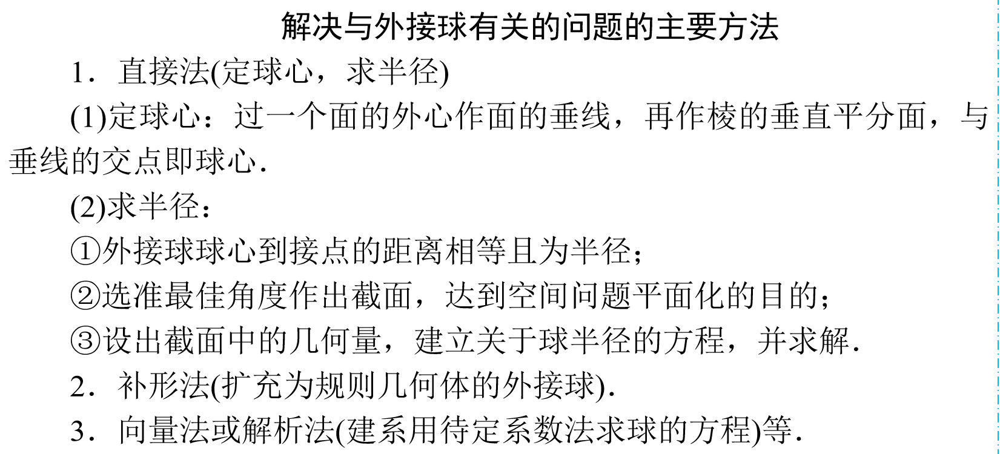 解决与外接球有关的问题的主要方法
1．直接法(定球心，求半径)
(1)定球心：过一个面的外心作面的垂线，再作棱的垂直平分面，与
垂线的交点即球心．
(2)求半径：
①外接球球心到接点的距离相等且为半径；
②选准最佳角度作出截面，达到空间问题平面化的目的；
③设出截面中的几何量，建立关于球半径的方程，并求解．
2．补形法(扩充为规则几何体的外接球)．
3．向量法或解析法(建系用待定系数法求球的方程)等．